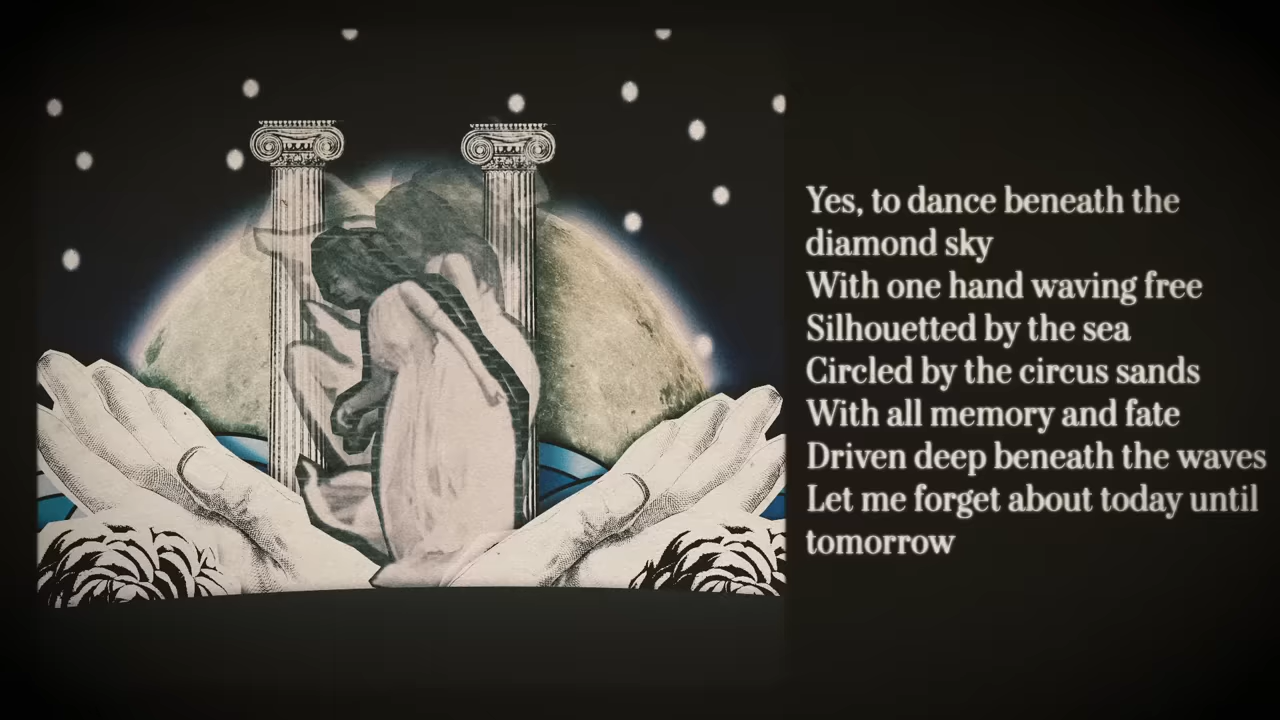 Yes, to dance beneath the
diamond sky
With one hand waving free
Silhouetted by the sea
Circled by the circus sands
With all memory and fate
Driven deep beneath the waves
Let me forget about today until
tomorrow